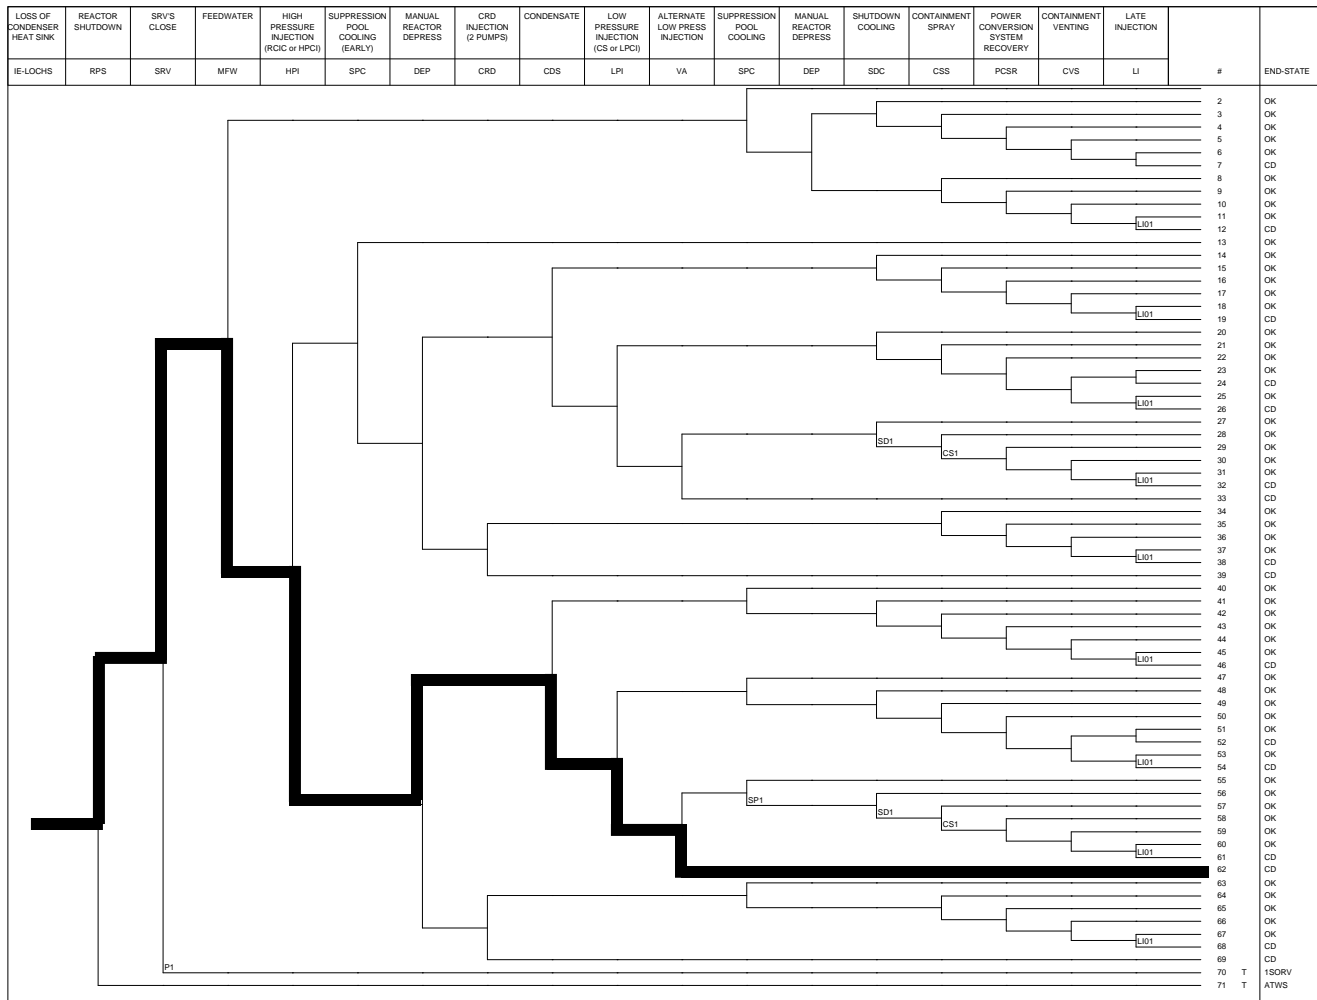 LOSS OF CONDENSER HEAT SINK
REACTOR SHUTDOWN
SRV'S CLOSE
FEEDWATER
HIGH PRESSURE INJECTION (RCIC or HPCI)
SUPPRESSION POOL COOLING (EARLY)
MANUAL REACTOR DEPRESS
CRD INJECTION (2 PUMPS)
CONDENSATE
LOW PRESSURE INJECTION (CS or LPCI)
ALTERNATE LOW PRESS INJECTION
SUPPRESSION POOL COOLING
MANUAL REACTOR DEPRESS
SHUTDOWN COOLING
CONTAINMENT SPRAY
POWER CONVERSION SYSTEM RECOVERY
CONTAINMENT VENTING
LATE INJECTION
IE-LOCHS RPS SRV MFW HPI SPC DEP CRD CDS LPI VA SPC DEP SDC CSS PCSR CVS LI # END-STATE
2 OK
3 OK
4 OK
5 OK
6 OK
7 CD
8 OK
9 OK
10 OK
11 OK
LI01
12 CD
13 OK
14 OK
15 OK
16 OK
17 OK
18 OK
LI01
19 CD
20 OK
21 OK
22 OK
23 OK
24 CD
25 OK
LI01
26 CD
27 OK
SD1
28 OK
CS1
29 OK
30 OK
31 OK
LI01
32 CD
33 CD
34 OK
35 OK
36 OK
37 OK
LI01
38 CD
39 CD
40 OK
41 OK
42 OK
43 OK
44 OK
45 OK
LI01
46 CD
47 OK
48 OK
49 OK
50 OK
51 OK
52 CD
53 OK
LI01
54 CD
55 OK
SP1
56 OK
SD1
57 OK
CS1
58 OK
59 OK
60 OK
LI01
61 CD
62 CD
63 OK
64 OK
65 OK
66 OK
67 OK
LI01
68 CD
69 CD
P1
70 T 1SORV
71 T ATWS